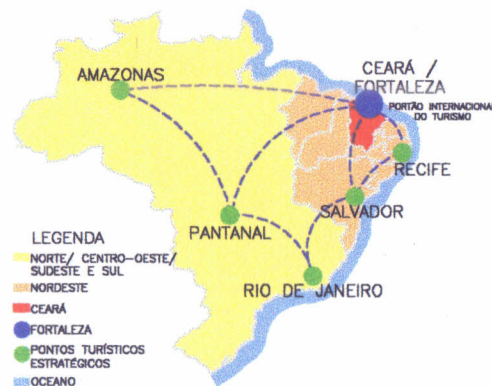 AMAZONAS
CEARÁ /
FORTALEZA
PORTÃO INTERNACIONAL
DO TURISMO
RECIFE
SALVADOR
PANTANAL
RIO DE JANEIRO
LEGENDA
NORTE/ CENTRO-OESTE/
SUDESTE E SUL
NORDESTE
CEARÁ
FORTALEZA
PONTOS TURÍSTICOS
ESTRATÉGICOS
OCEANO